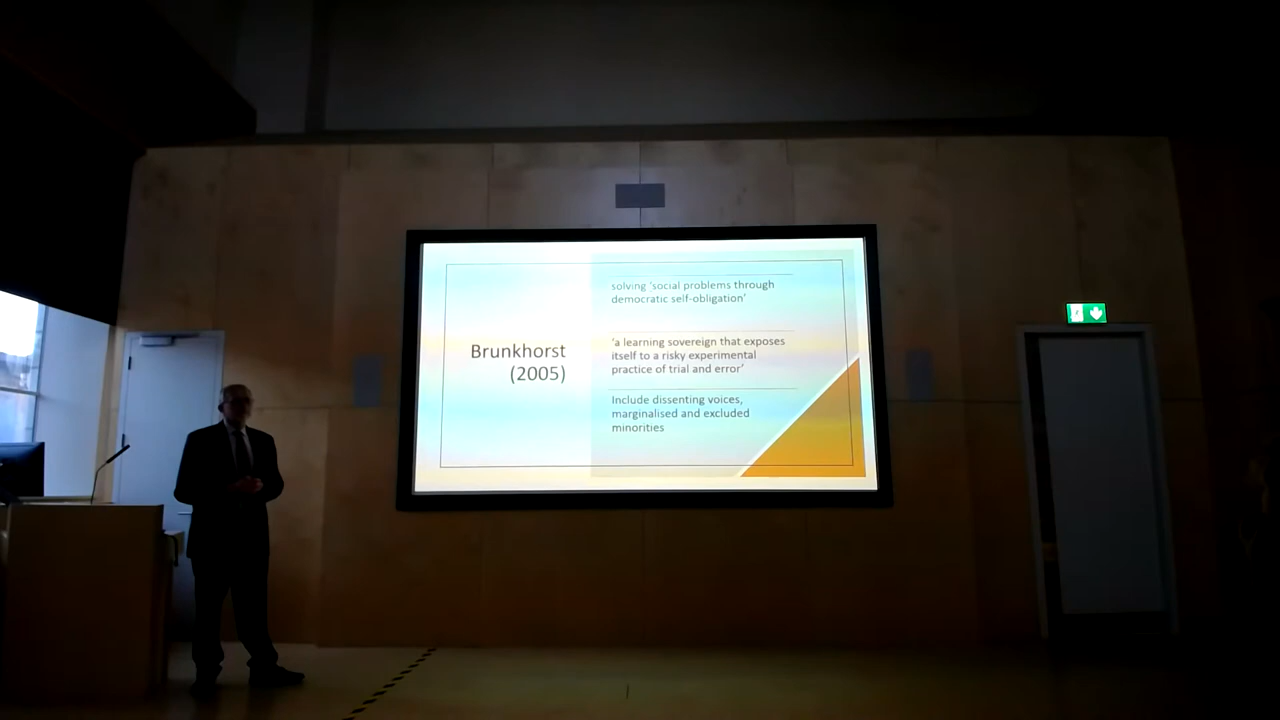 Brunkhorst
(2005)
solving 'social problems through
democratic self-obligation'
'a learning sovereign that exposes
itself to a risky experimental
practice of trial and error'
Include dissenting voices,
marginalised and excluded
minorities